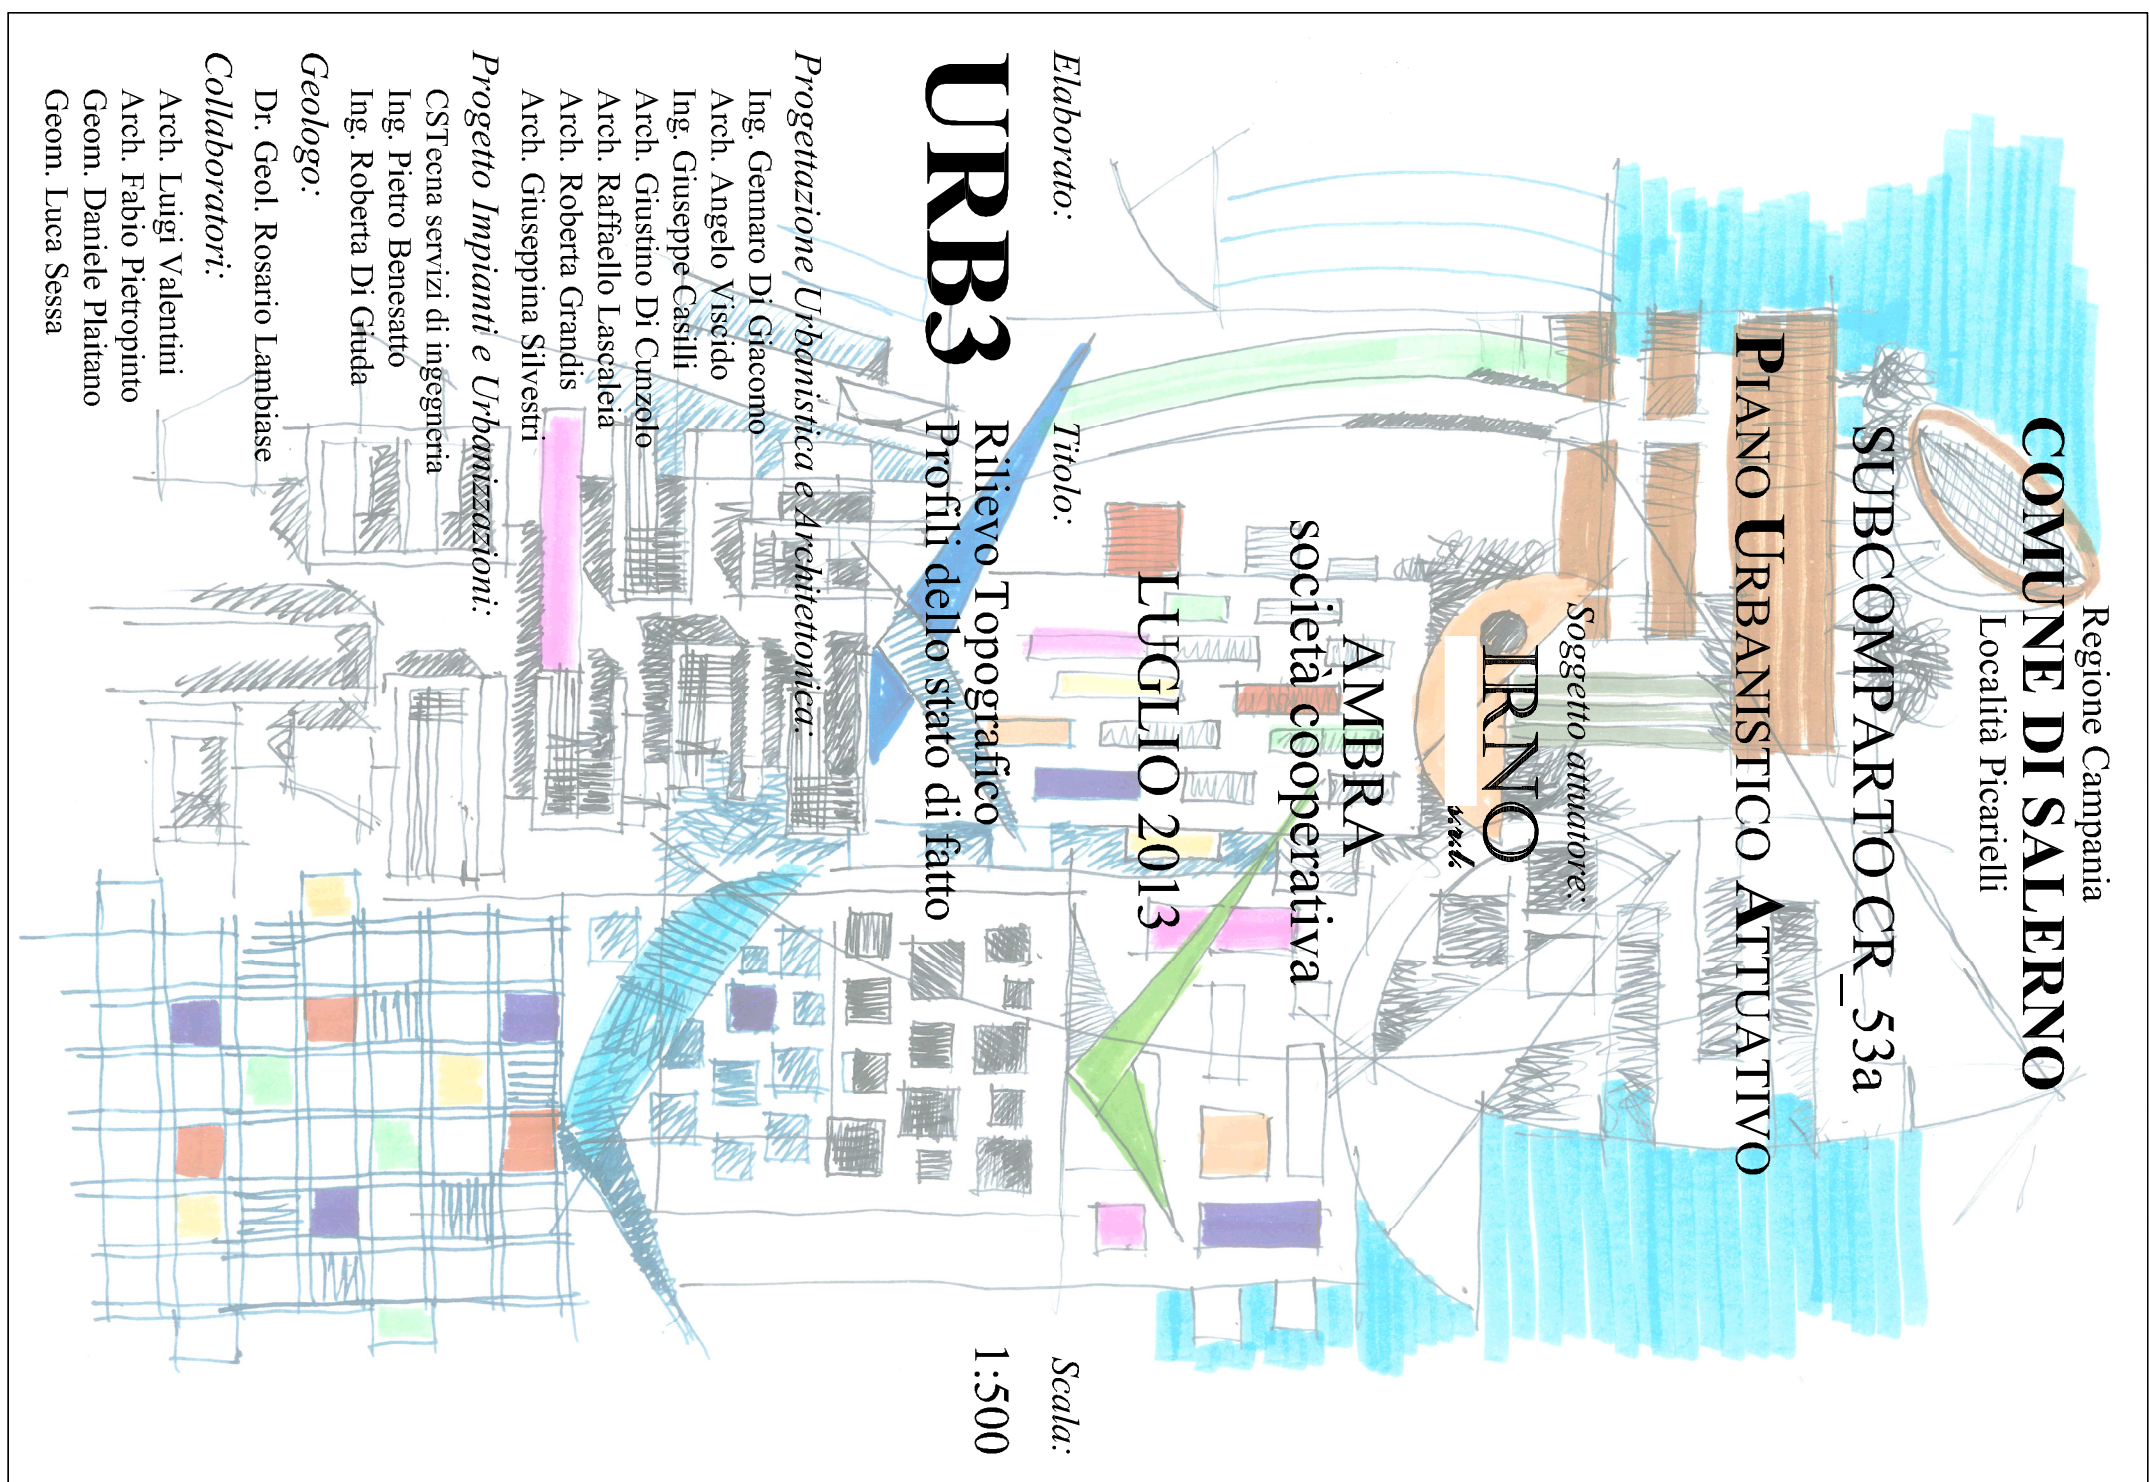 Regione Campania
COMUNE DI SALERNO
Località Picarielli
SUBCOMPARTO CR_53a
PIANO URBANISTICO ATTUATIVO
Soggetto attuatore:
IRNO
s.r.l.
AMBRA
società cooperativa
LUGLIO 2013
Elaborato:
Titolo:
Scala:
URB3
Rilievo Topografico
Profili dello stato di fatto
1:500
Progettazione Urbanistica e Architettonica:
Ing. Gennaro Di Giacomo
Arch. Angelo Viscido
Ing. Giuseppe Casilli
Arch. Giustino Di Cunzolo
Arch. Raffaello Lascaleia
Arch. Roberta Grandis
Arch. Giuseppina Silvestri
Progetto Impianti e Urbanizzazioni:
CSTecna servizi di ingegneria
Ing. Pietro Benesatto
Ing. Roberta Di Giuda
Geologo:
Dr. Geol. Rosario Lambiase
Collaboratori:
Arch. Luigi Valentini
Arch. Fabio Pietropinto
Geom. Daniele Plaitano
Geom. Luca Sessa